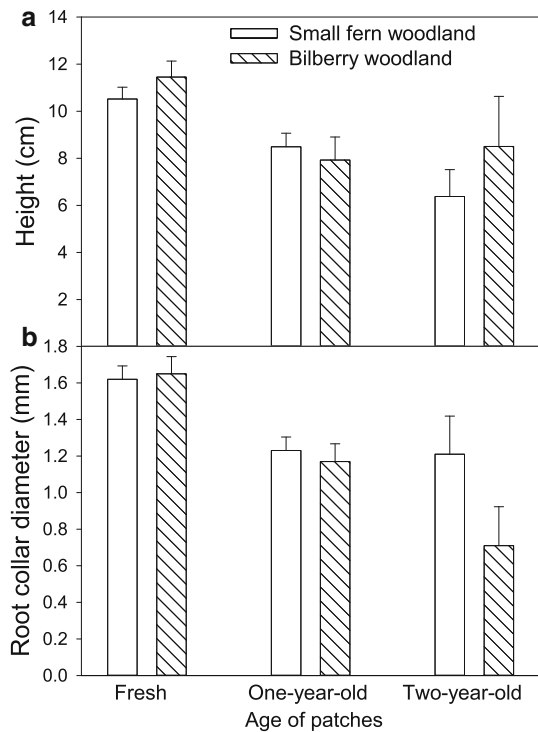 a
14
12
10
8
6
4
2
Height (cm)
Small fern woodland
Bilberry woodland
b
1.8
1.6
1.4
1.2
1.0
0.8
0.6
0.4
0.2
0.0
Root collar diameter (mm)
Fresh One-year-old Two-year-old
Age of patches